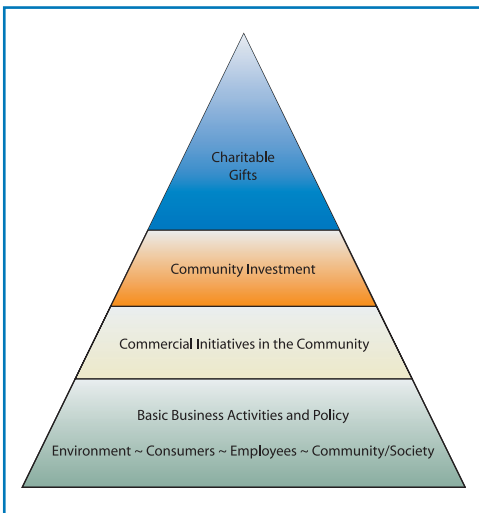 Charitable
Gifts
Community Investment
Commercial Initiatives in the Community
Basic Business Activities and Policy
Environment ~ Consumers ~ Employees ~ Community/Society